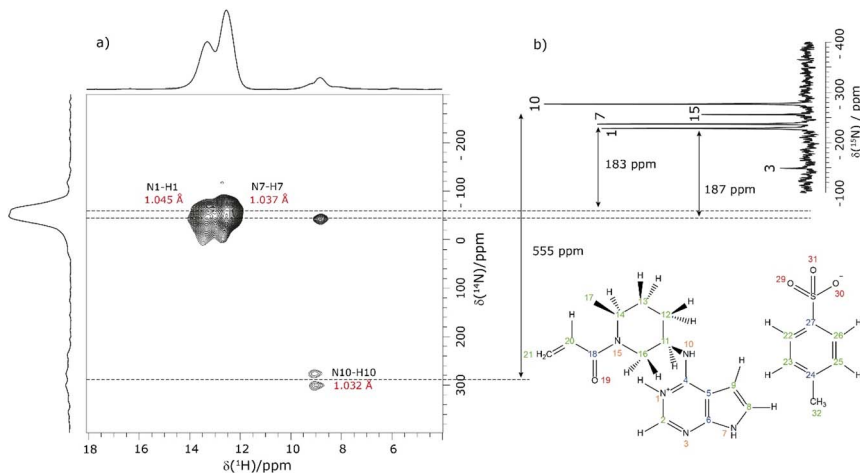 a)
N1-H1
1.045 Å
N7-H7
1.037 Å
N10-H10
1.032 Å
- 200
- 100
0
100
200
300
δ(¹⁴N)/ppm
18
16
14
12
10
8
6
4
δ(¹H)/ppm
b)
10
7
1
15
3
183 ppm
187 ppm
555 ppm
- 400
- 300
- 200
- 100
δ(¹⁵N) / ppm
H
H
13
17
14
12
H
H
H
20
N
15
11
10
NH
16
H
H
H
21
H₂C
18
O
19
H
N⁺
1
5
9
H
2
H
N
3
6
7
N
H
8
H
31
O
29
O
S
O⁻
30
27
H
22
26
H
H
23
25
H
24
CH₃
32